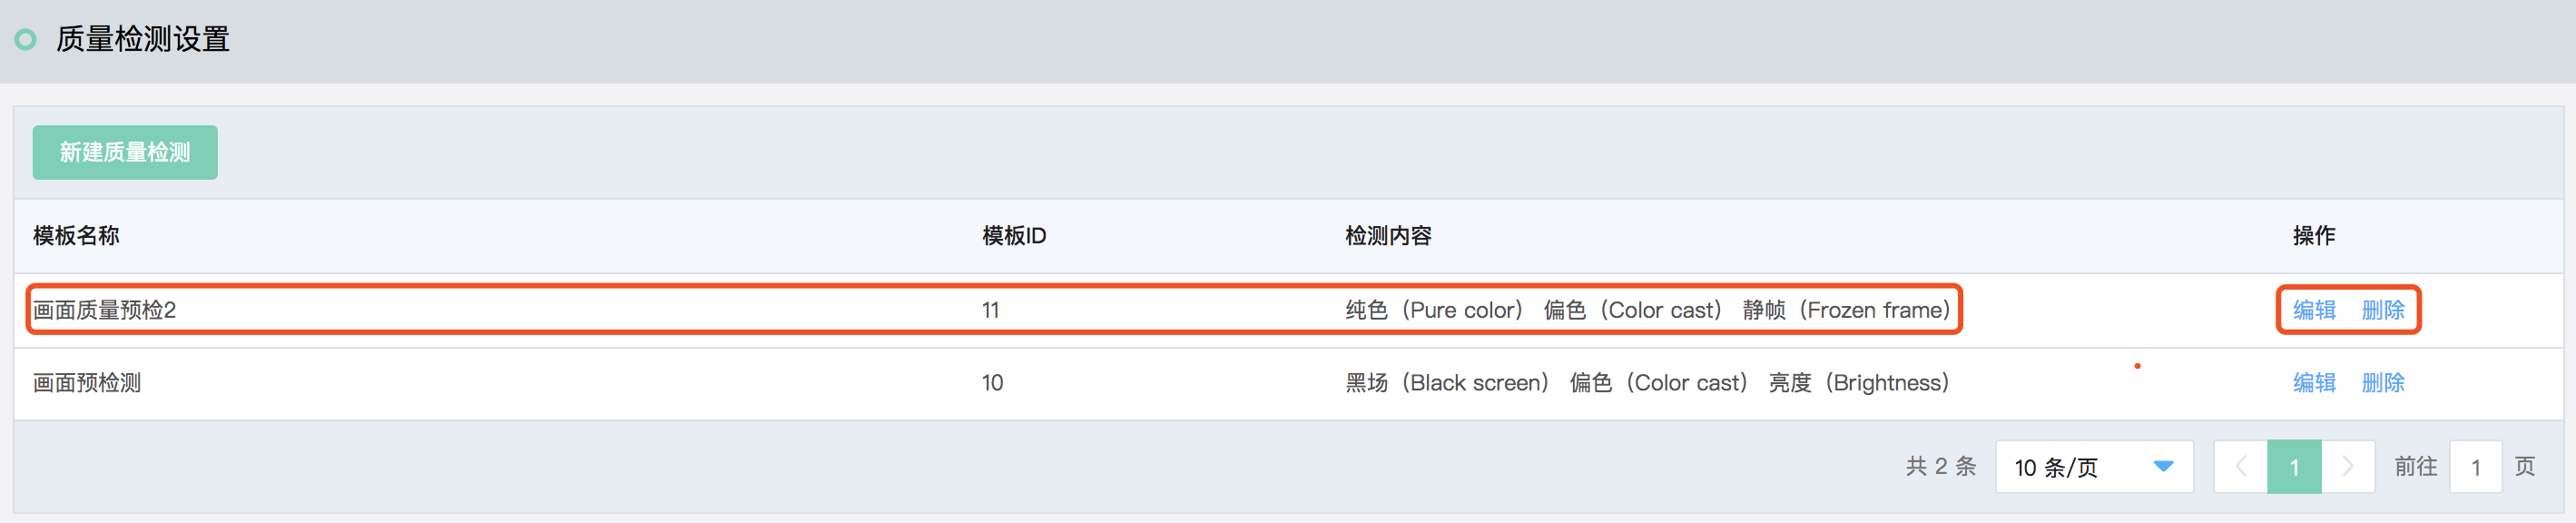 质量检测设置
新建质量检测
模板名称 模板ID 检测内容 操作
画面质量预检2 11 纯色（Pure color） 偏色（Color cast） 静帧（Frozen frame） 编辑 删除
画面预检测 10 黑场（Black screen） 偏色（Color cast） 亮度（Brightness） 编辑 删除
共 2 条 10 条/页 1 前往 1 页